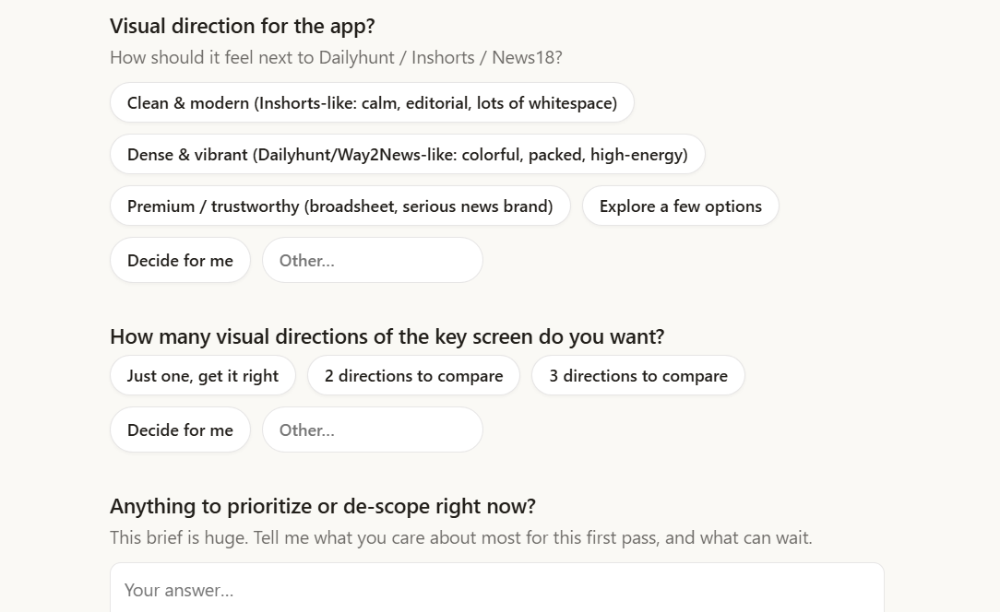 Visual direction for the app?
How should it feel next to Dailyhunt / Inshorts / News18?
Clean & modern (Inshorts-like: calm, editorial, lots of whitespace)
Dense & vibrant (Dailyhunt/Way2News-like: colorful, packed, high-energy)
Premium / trustworthy (broadsheet, serious news brand)
Explore a few options
Decide for me
Other...
How many visual directions of the key screen do you want?
Just one, get it right
2 directions to compare
3 directions to compare
Decide for me
Other...
Anything to prioritize or de-scope right now?
This brief is huge. Tell me what you care about most for this first pass, and what can wait.
Your answer...